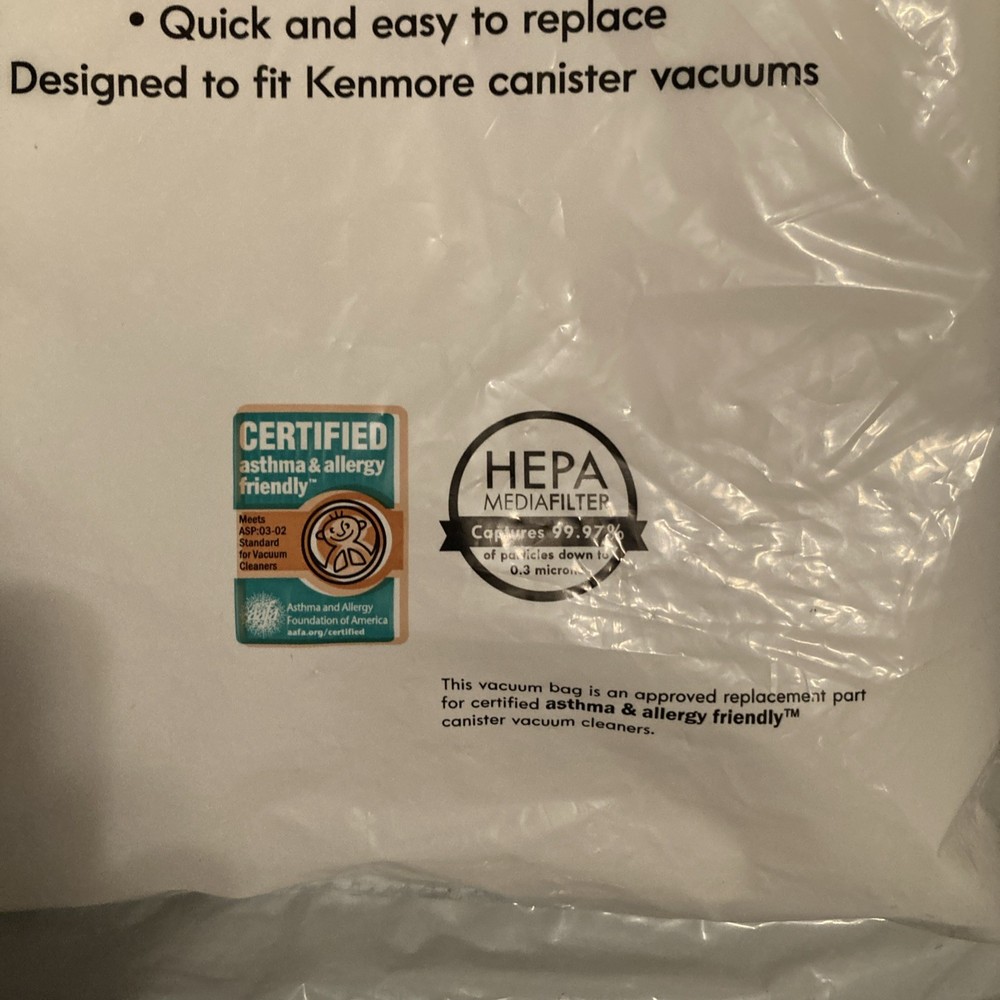 • Quick and easy to replace
Designed to fit Kenmore canister vacuums
CERTIFIED
asthma & allergy
friendly™
Meets
ASP:03-02
Standard
for Vacuum
Cleaners
Asthma and Allergy
Foundation of America
aafa.org/certified
HEPA
MEDIAFILTER
Captures 99.97%
of particles down to
0.3 microns
This vacuum bag is an approved replacement part
for certified asthma & allergy friendly™
canister vacuum cleaners.